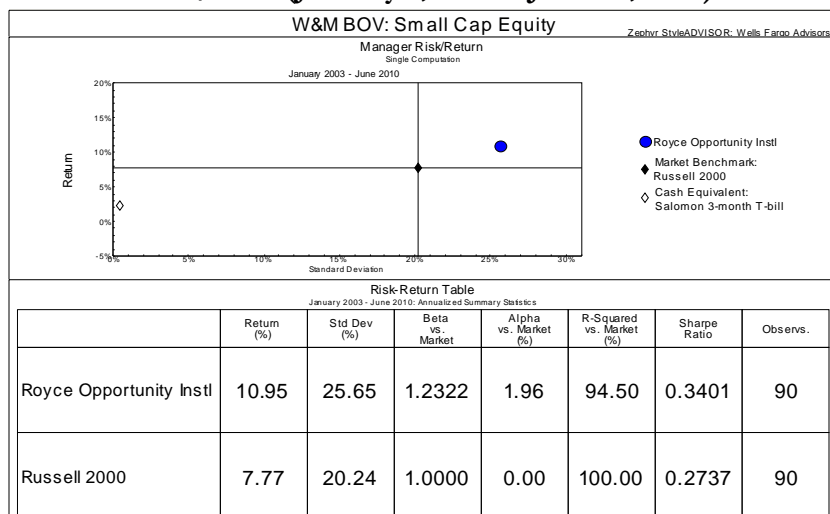 W&M BOV: Small Cap Equity
Zephyr StyleADVISOR: Wells Fargo Advisors
Manager Risk/Return
Single Computation
January 2003 - June 2010
20%
15%
10%
5%
0%
-5%
Return
0%
5%
10%
15%
20%
25%
30%
Standard Deviation
Royce Opportunity Instl
Market Benchmark:
Russell 2000
Cash Equivalent:
Salomon 3-month T-bill
Risk-Return Table
January 2003 - June 2010: Annualized Summary Statistics
Return (%) Std Dev (%) Beta vs. Market Alpha vs. Market (%) R-Squared vs. Market (%) Sharpe Ratio Observs.
Royce Opportunity Instl 10.95 25.65 1.2322 1.96 94.50 0.3401 90
Russell 2000 7.77 20.24 1.0000 0.00 100.00 0.2737 90